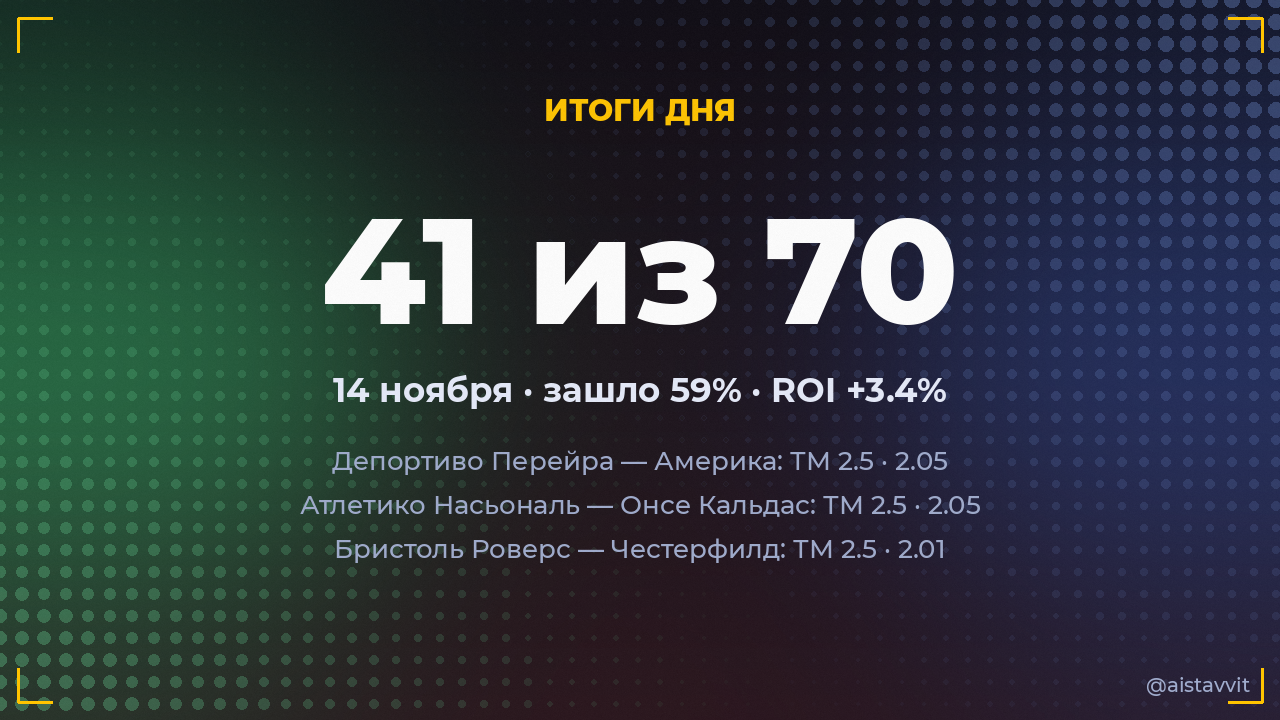 ИТОГИ ДНЯ
41 из 70
14 ноября · зашло 59% · ROI +3.4%
Депортиво Перейра — Америка: ТМ 2.5 · 2.05
Атлетико Насьональ — Онсе Кальдас: ТМ 2.5 · 2.05
Бристоль Роверс — Честерфилд: ТМ 2.5 · 2.01
@aistavvit